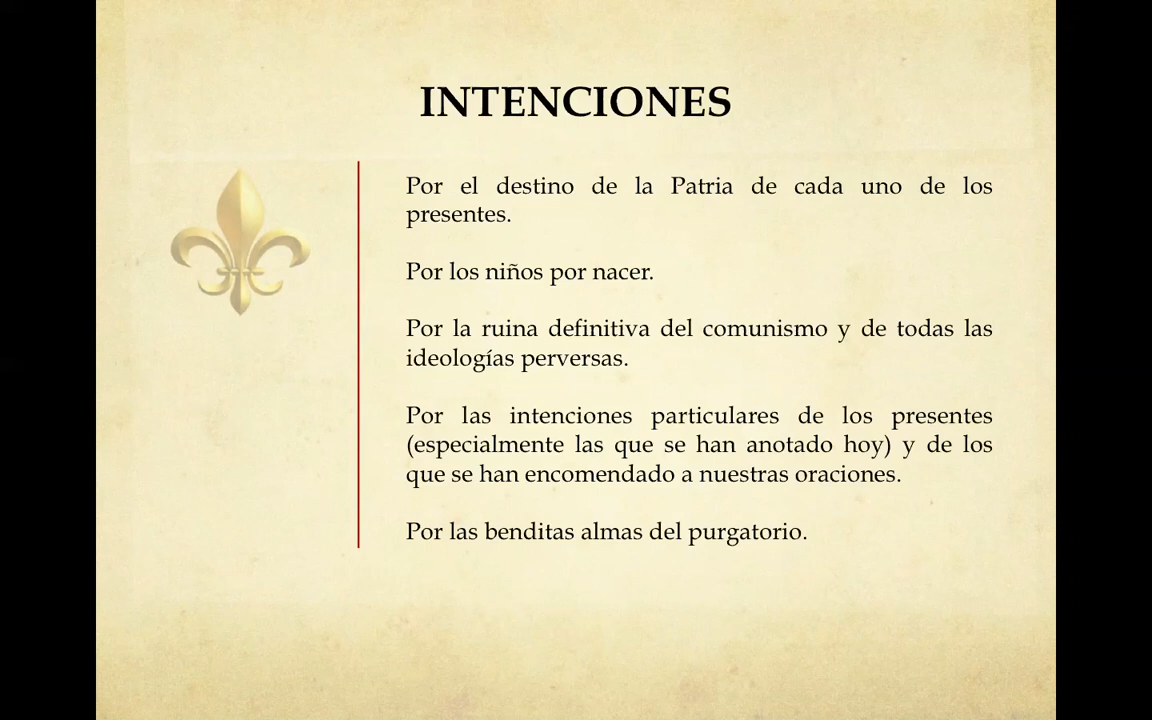 INTENCIONES
Por el destino de la Patria de cada uno de los
presentes.
Por los niños por nacer.
Por la ruina definitiva del comunismo y de todas las
ideologías perversas.
Por las intenciones particulares de los presentes
(especialmente las que se han anotado hoy) y de los
que se han encomendado a nuestras oraciones.
Por las benditas almas del purgatorio.